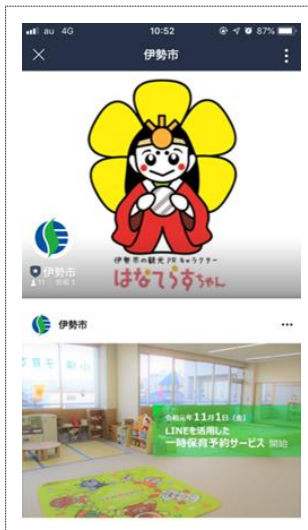 au 4G 10:52 87%
伊勢市
伊勢市の観光PRキャラクター
はなてらすちゃん
伊勢市
伊勢市
令和元年11月1日（金）
LINEを活用した
一時保育予約サービス 開始